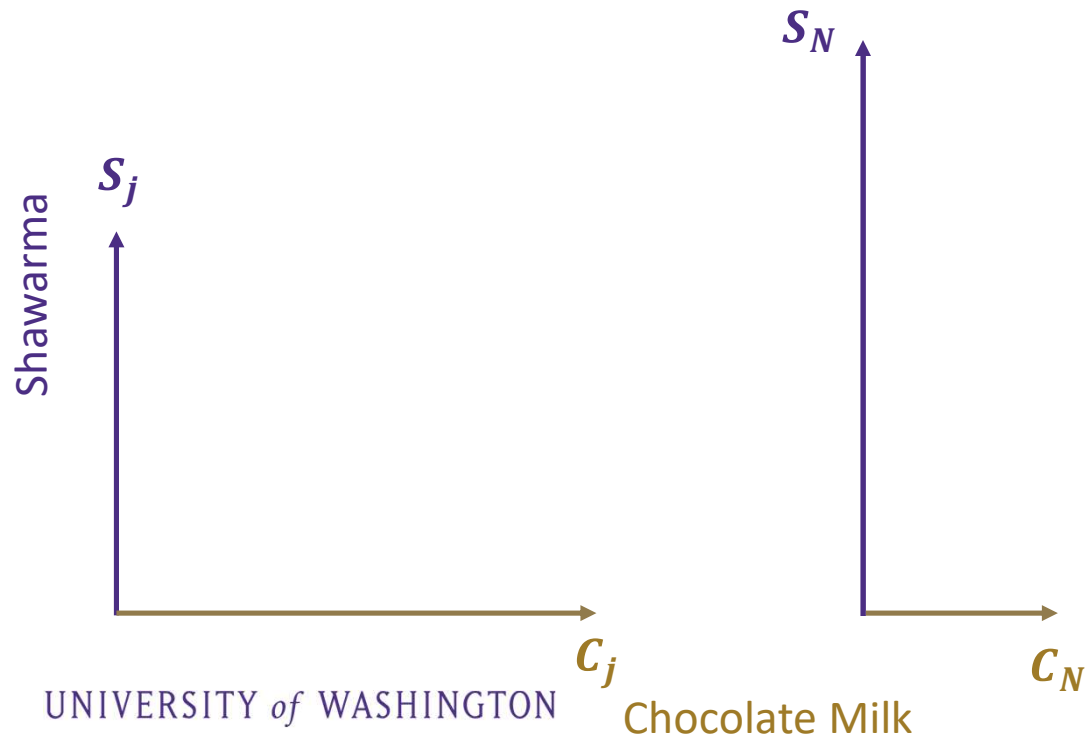 S_N
S_j
Shawarma
C_j
C_N
UNIVERSITY of WASHINGTON
Chocolate Milk